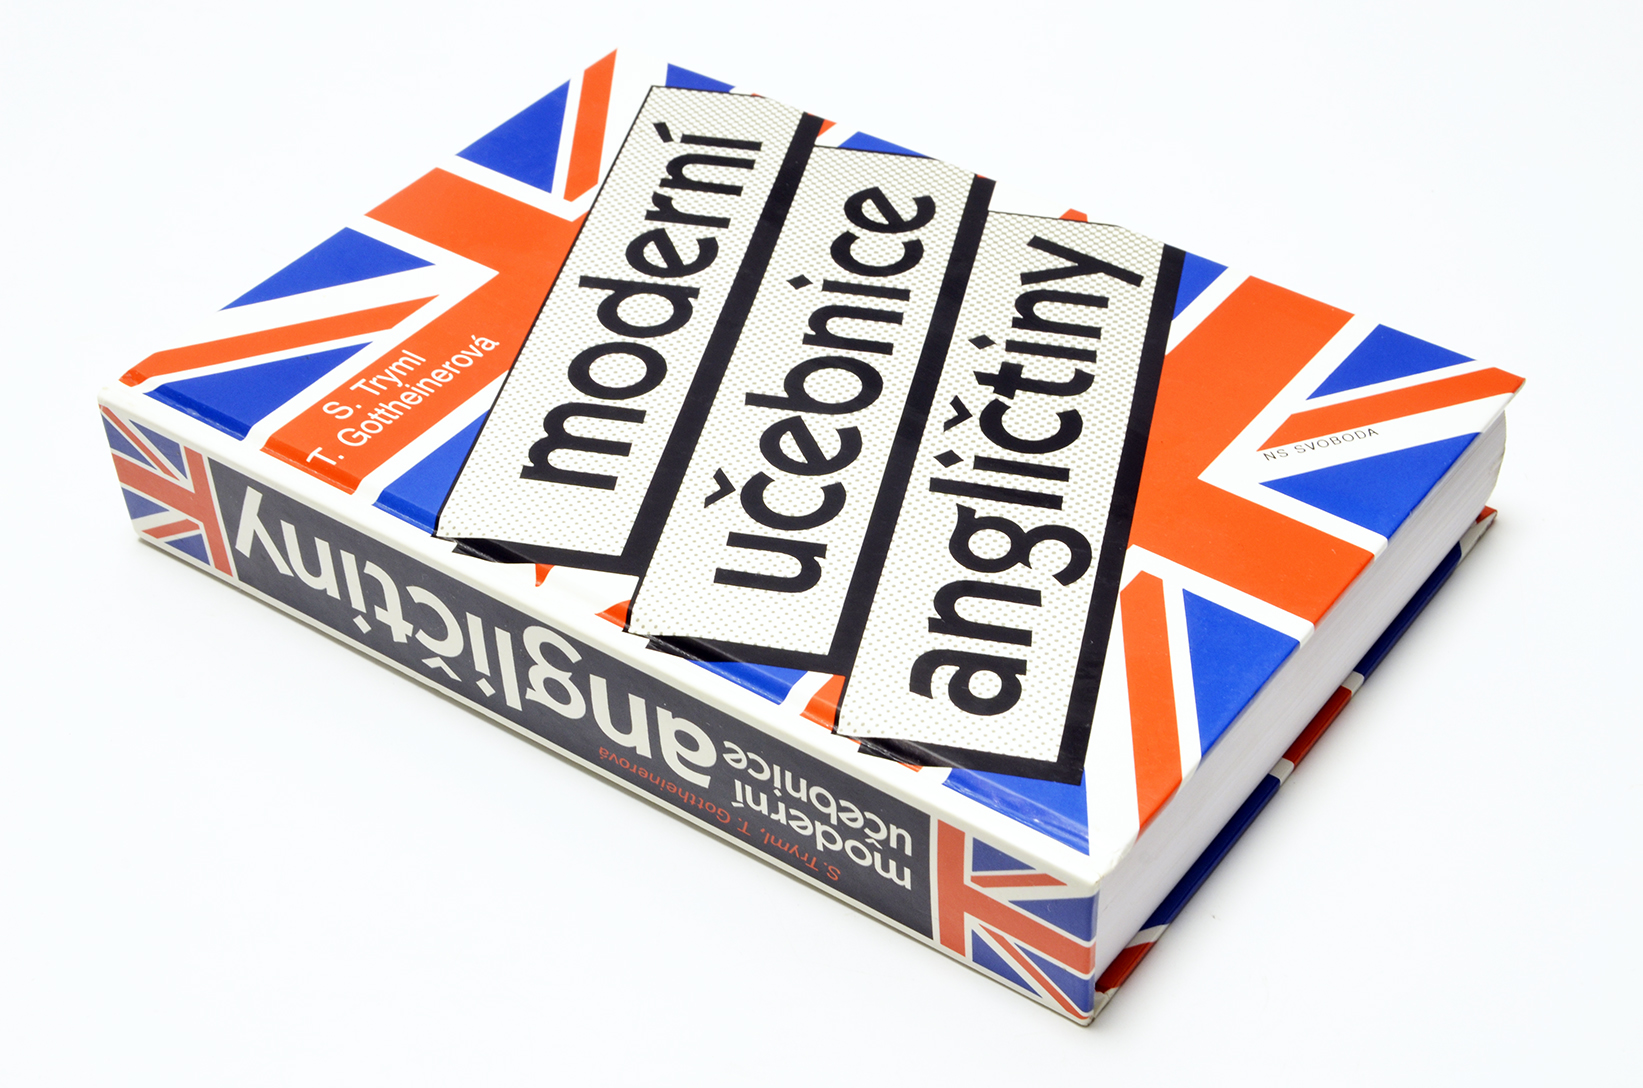 S. Tryml
T. Gottheinerová
moderní
učebnice
angličtiny
NS SVOBODA
S. Tryml, T. Gottheinerová
moderní
učebnice
angličtiny